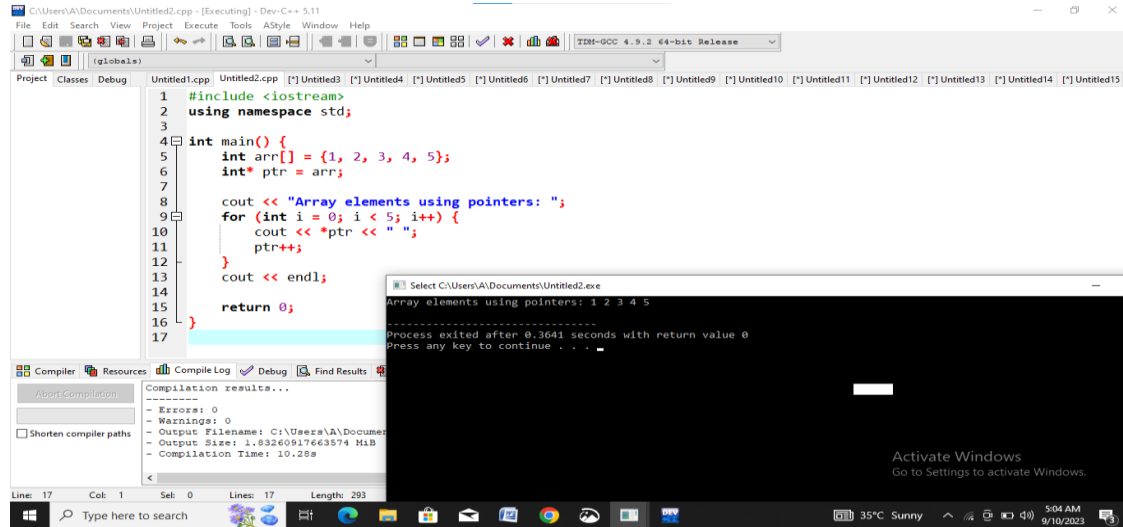 C:\Users\A\Documents\Untitled2.cpp - [Executing] - Dev-C++ 5.11
File Edit Search View Project Execute Tools AStyle Window Help
TDM-GCC 4.9.2 64-bit Release
(globals)
Project Classes Debug
Untitled1.cpp Untitled2.cpp [*] Untitled3 [*] Untitled4 [*] Untitled5 [*] Untitled6 [*] Untitled7 [*] Untitled8 [*] Untitled9 [*] Untitled10 [*] Untitled11 [*] Untitled12 [*] Untitled13 [*] Untitled14 [*] Untitled15
1 #include <iostream>
2 using namespace std;
3
4 int main() {
5 int arr[] = {1, 2, 3, 4, 5};
6 int* ptr = arr;
7
8 cout << "Array elements using pointers: ";
9 for (int i = 0; i < 5; i++) {
10 cout << *ptr << " ";
11 ptr++;
12 }
13 cout << endl;
14
15 return 0;
16 }
17
Select C:\Users\A\Documents\Untitled2.exe
Array elements using pointers: 1 2 3 4 5
--------------------------------
Process exited after 0.3641 seconds with return value 0
Press any key to continue . . .
Compiler Resources Compile Log Debug Find Results
Abort Compilation
Shorten compiler paths
Compilation results...
--------
- Errors: 0
- Warnings: 0
- Output Filename: C:\Users\A\Docume
- Output Size: 1.83260917663574 MiB
- Compilation Time: 10.28s
Activate Windows
Go to Settings to activate Windows.
Line: 17 Col: 1 Sel: 0 Lines: 17 Length: 293
Type here to search
DEV
35°C Sunny
5:04 AM
9/10/2023
3